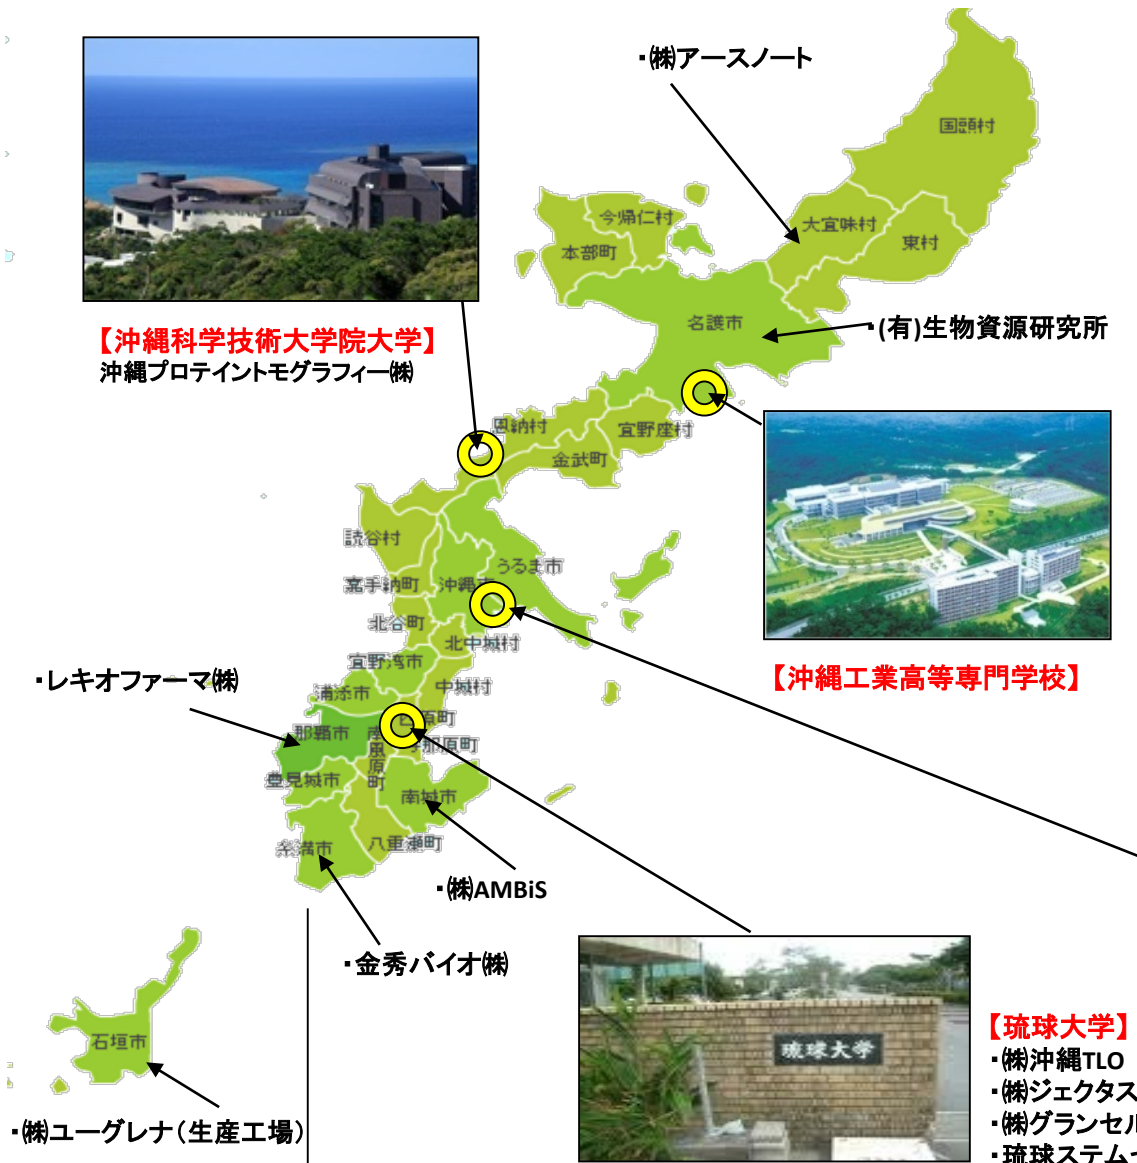 ・㈱アースノート
国頭村
大宜味村
東村
今帰仁村
本部町
名護市
・(有)生物資源研究所
【沖縄科学技術大学院大学】
沖縄プロテイントモグラフィー㈱
恩納村
宜野座村
金武町
読谷村
うるま市
嘉手納町
沖縄市
北谷町
北中城村
宜野湾市
【沖縄工業高等専門学校】
・レキオファーマ㈱
中城村
浦添市
原町
那覇市
南風原町
那原町
豊見城市
南城市
八重瀬町
糸満市
・㈱AMBiS
・金秀バイオ㈱
石垣市
・㈱ユーグレナ(生産工場)
琉球大学
【琉球大学】
・㈱沖縄TLO
・㈱ジェクタス
・㈱グランセル
・琉球ステムセ